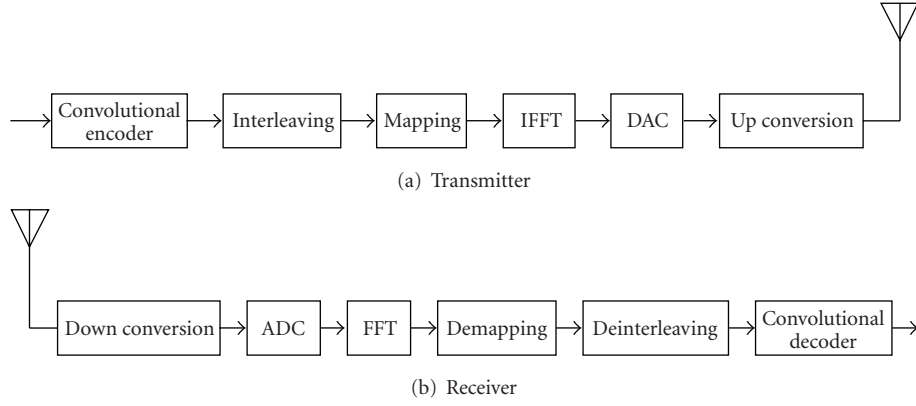 Convolutional
encoder
Interleaving
Mapping
IFFT
DAC
Up conversion
(a) Transmitter
Down conversion
ADC
FFT
Demapping
Deinterleaving
Convolutional
decoder
(b) Receiver